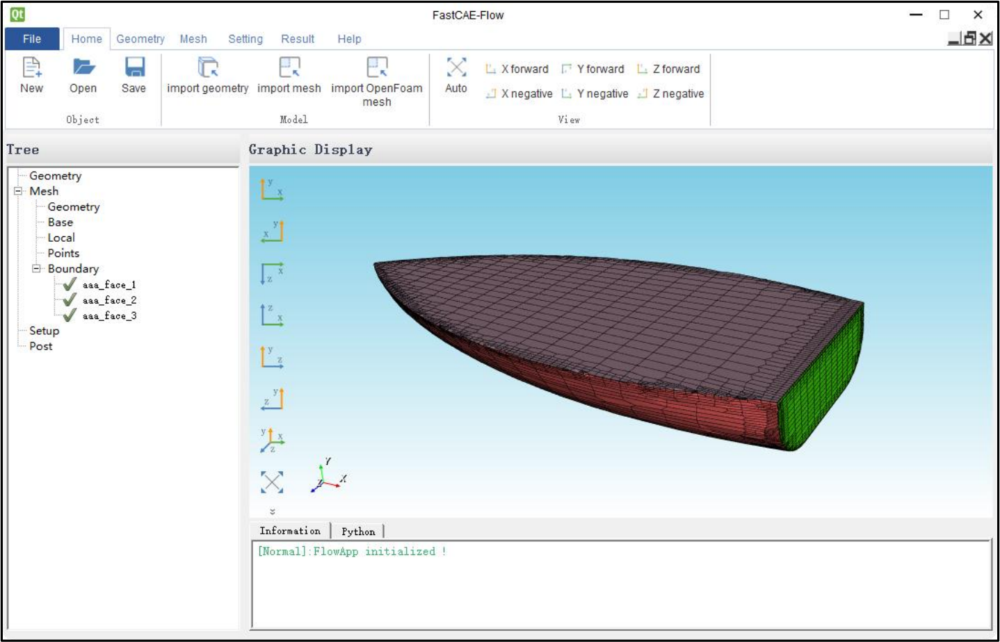 Qt FastCAE-Flow
File Home Geometry Mesh Setting Result Help
New Open Save import geometry import mesh import OpenFoam mesh Auto
X forward Y forward Z forward
X negative Y negative Z negative
Object Model View
Tree
Geometry
Mesh
Geometry
Base
Local
Points
Boundary
aaa_face_1
aaa_face_2
aaa_face_3
Setup
Post
Graphic Display
y x
y x
x z
z x
y z
y z
y x z
Y X Z
Information Python
[Normal]:FlowApp initialized !